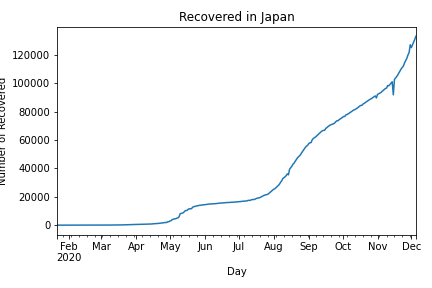 Recovered in Japan
Number of Recovered
120000
100000
80000
60000
40000
20000
0
Feb Mar Apr May Jun Jul Aug Sep Oct Nov Dec
2020
Day